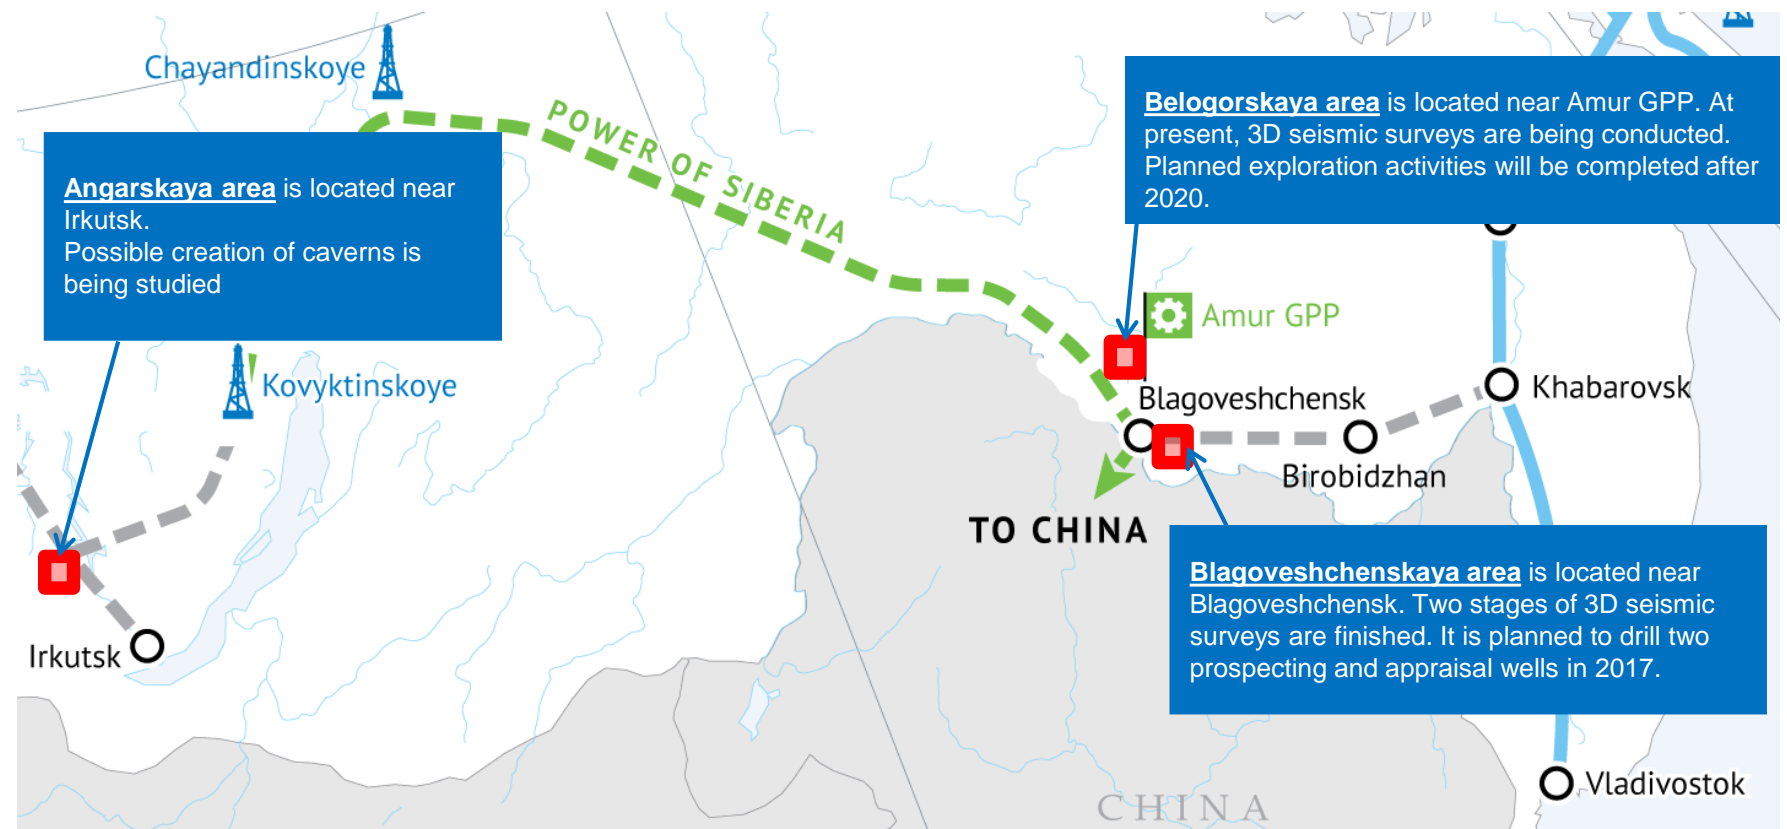 Chayandinskoye
POWER OF SIBERIA
Belogorskaya area is located near Amur GPP. At
present, 3D seismic surveys are being conducted.
Planned exploration activities will be completed after
2020.
Angarskaya area is located near
Irkutsk.
Possible creation of caverns is
being studied
Amur GPP
Kovyktinskoye
Blagoveshchensk
Khabarovsk
Birobidzhan
TO CHINA
Blagoveshchenskaya area is located near
Blagoveshchensk. Two stages of 3D seismic
surveys are finished. It is planned to drill two
prospecting and appraisal wells in 2017.
Irkutsk
Vladivostok
CHINA